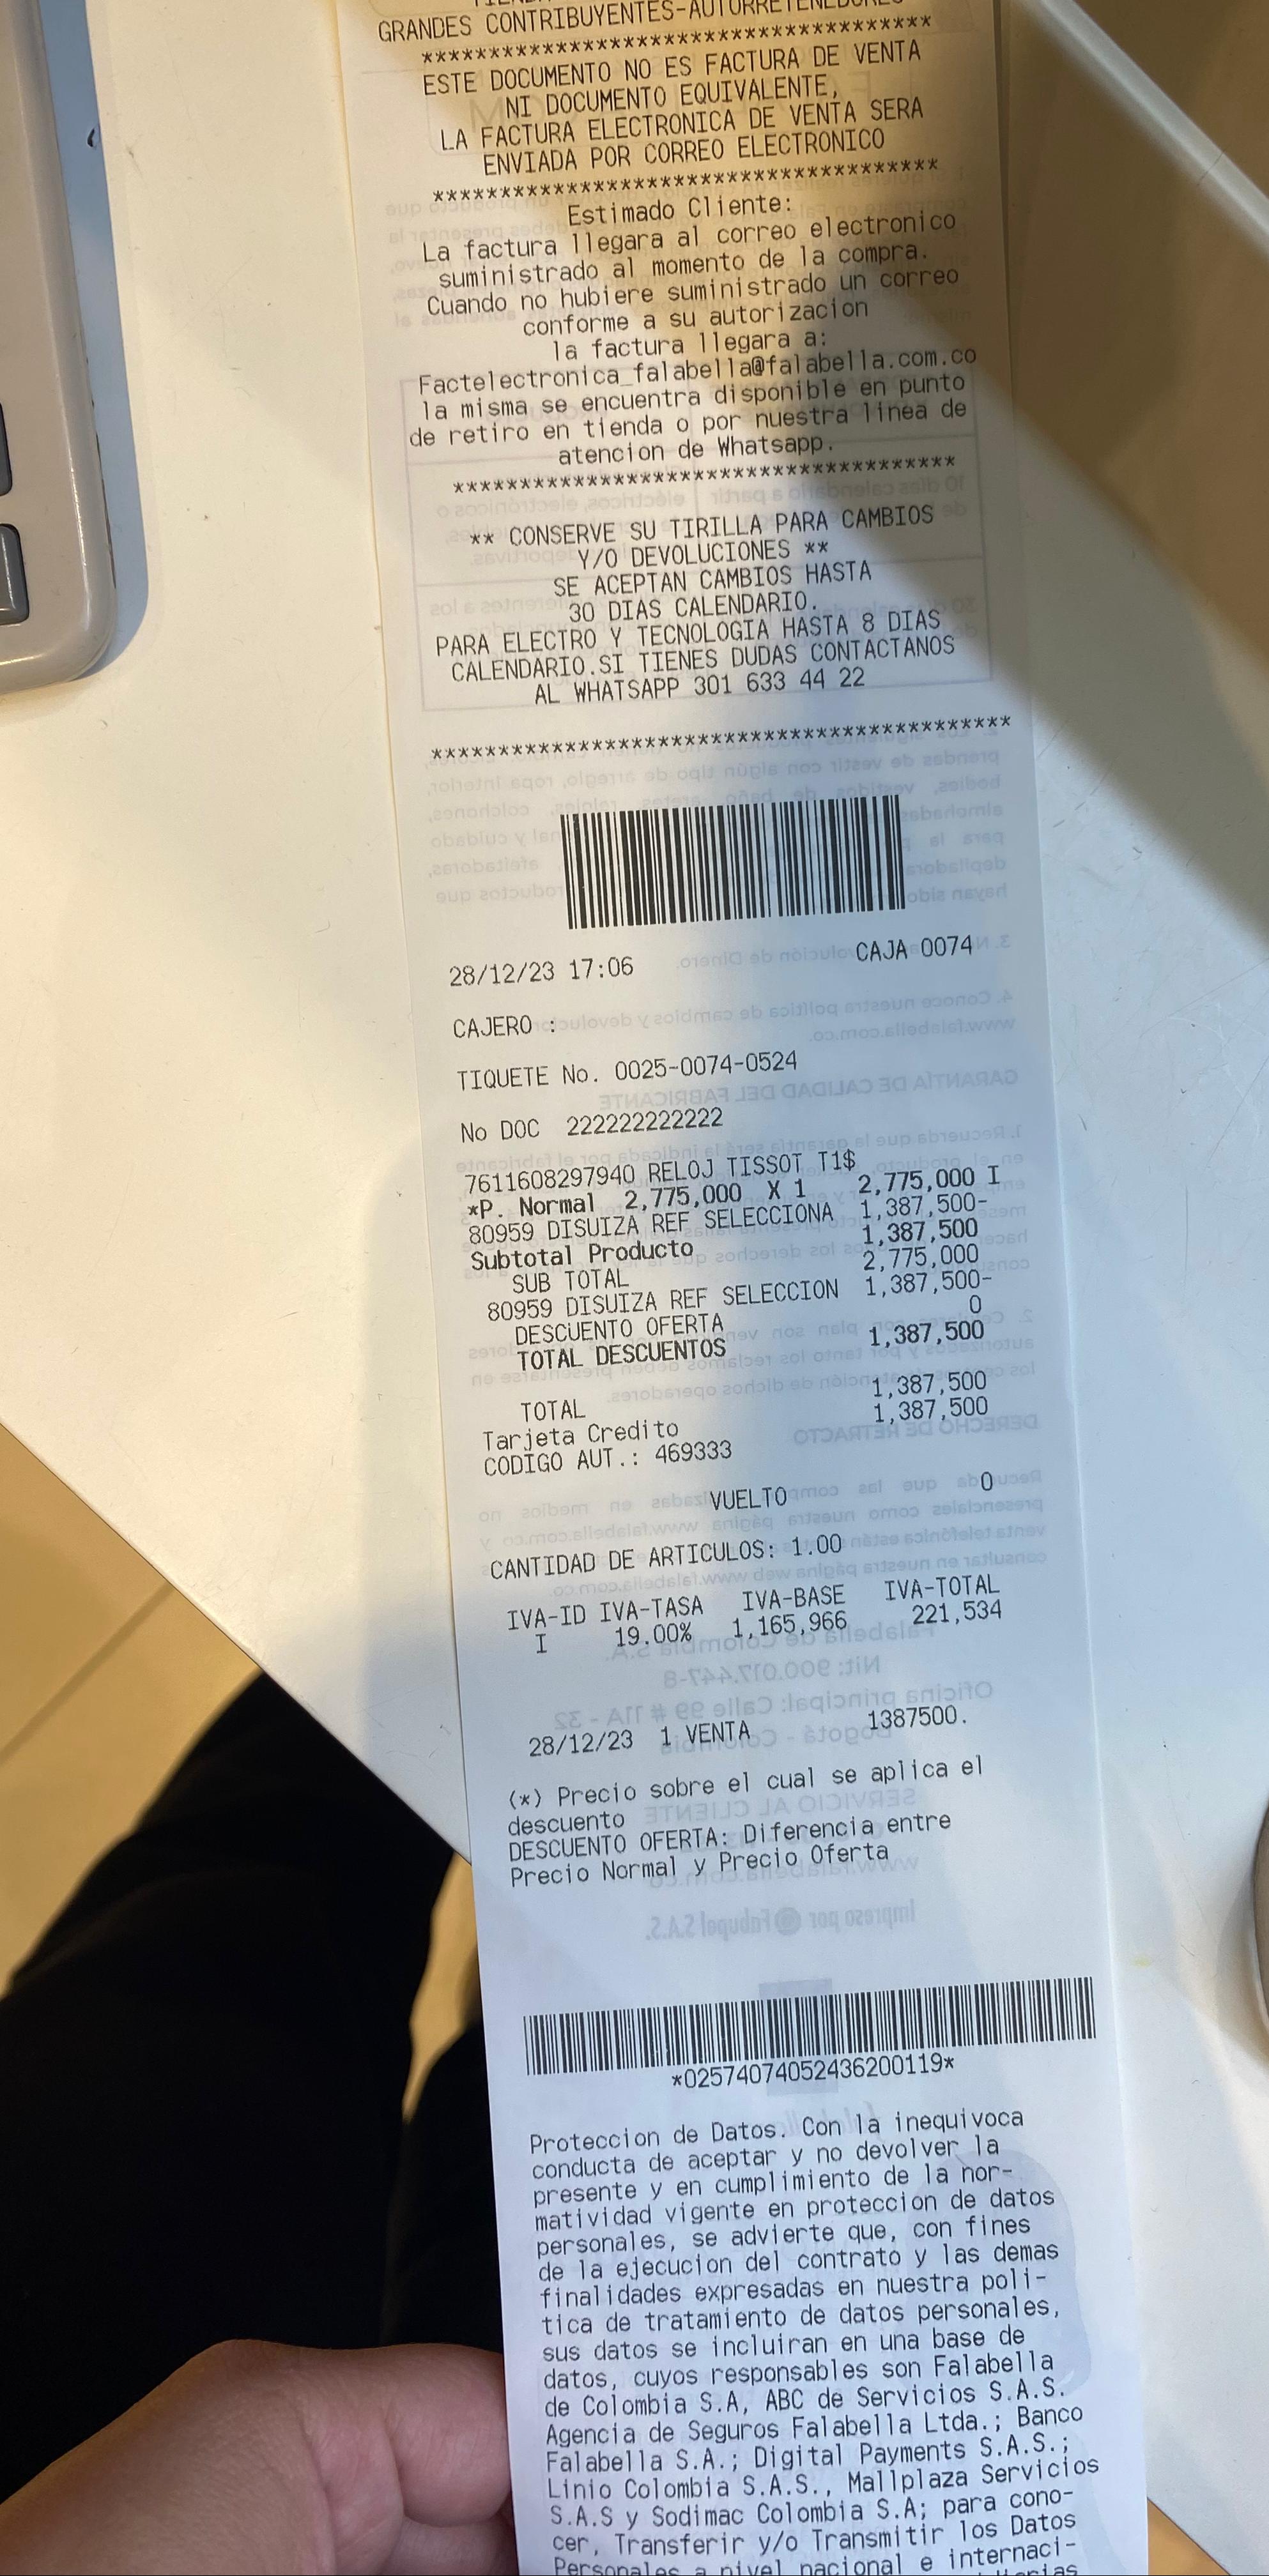 GRANDES CONTRIBUYENTES-AUTORRETENEDORES
**************************************
ESTE DOCUMENTO NO ES FACTURA DE VENTA
NI DOCUMENTO EQUIVALENTE,
LA FACTURA ELECTRONICA DE VENTA SERA
ENVIADA POR CORREO ELECTRONICO
**************************************
Estimado Cliente:
La factura llegara al correo electronico
suministrado al momento de la compra.
Cuando no hubiere suministrado un correo
conforme a su autorizacion
la factura llegara a:
Factelectronica_falabella@falabella.com.co
la misma se encuentra disponible en punto
de retiro en tienda o por nuestra linea de
atencion de Whatsapp.
**************************************
** CONSERVE SU TIRILLA PARA CAMBIOS
Y/O DEVOLUCIONES **
SE ACEPTAN CAMBIOS HASTA
30 DIAS CALENDARIO.
PARA ELECTRO Y TECNOLOGIA HASTA 8 DIAS
CALENDARIO.SI TIENES DUDAS CONTACTANOS
AL WHATSAPP 301 633 44 22
********************************************
28/12/23 17:06 CAJA 0074
CAJERO :
TIQUETE No. 0025-0074-0524
No DOC 222222222222
7611608297940 RELOJ TISSOT T1$
*P. Normal 2,775,000 X 1 2,775,000 I
80959 DISUIZA REF SELECCIONA 1,387,500-
Subtotal Producto 1,387,500
SUB TOTAL 2,775,000
80959 DISUIZA REF SELECCION 1,387,500-
DESCUENTO OFERTA 0
TOTAL DESCUENTOS 1,387,500
TOTAL 1,387,500
Tarjeta Credito 1,387,500
CODIGO AUT.: 469333
VUELTO 0
CANTIDAD DE ARTICULOS: 1.00
IVA-ID IVA-TASA IVA-BASE IVA-TOTAL
I 19.00% 1,165,966 221,534
28/12/23 1 VENTA 1387500.
(*) Precio sobre el cual se aplica el
descuento
DESCUENTO OFERTA: Diferencia entre
Precio Normal y Precio Oferta
*02574074052436200119*
Proteccion de Datos. Con la inequivoca
conducta de aceptar y no devolver la
presente y en cumplimiento de la nor-
matividad vigente en proteccion de datos
personales, se advierte que, con fines
de la ejecucion del contrato y las demas
finalidades expresadas en nuestra poli-
tica de tratamiento de datos personales,
sus datos se incluiran en una base de
datos, cuyos responsables son Falabella
de Colombia S.A, ABC de Servicios S.A.S.
Agencia de Seguros Falabella Ltda.; Banco
Falabella S.A.; Digital Payments S.A.S.;
Linio Colombia S.A.S., Mallplaza Servicios
S.A.S y Sodimac Colombia S.A; para cono-
cer, Transferir y/o Transmitir los Datos
Personales a nivel nacional e internaci-